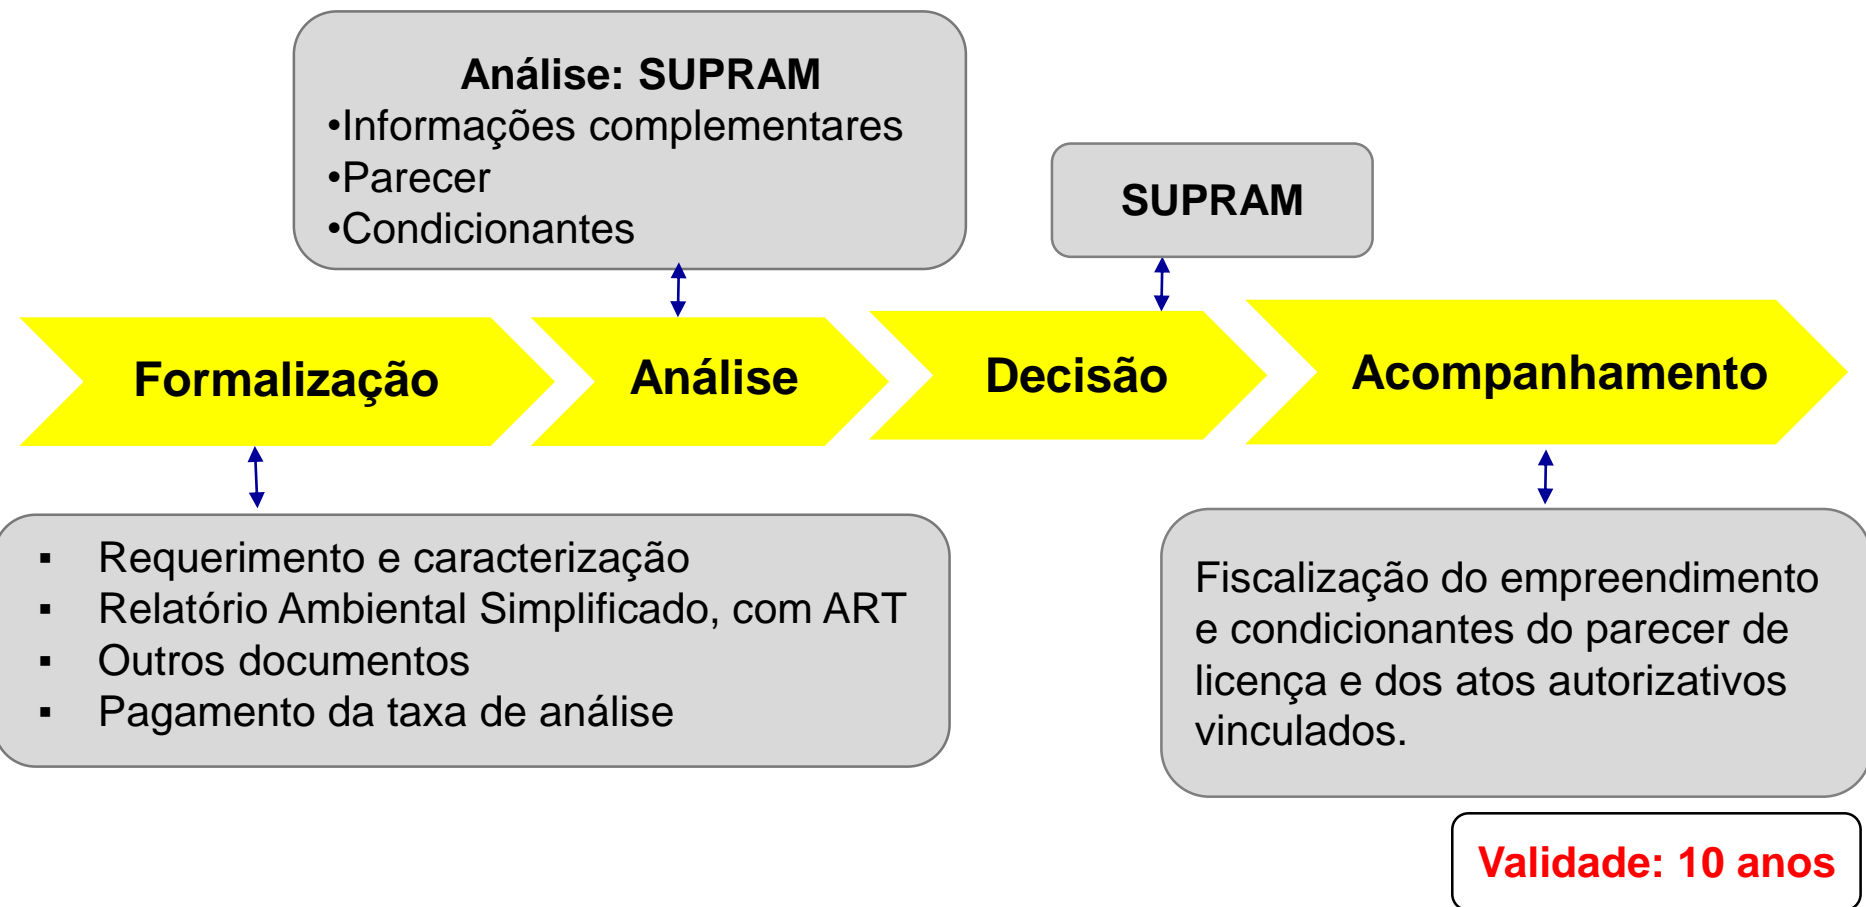 Análise: SUPRAM
•Informações complementares
•Parecer
•Condicionantes
SUPRAM
Formalização
Análise
Decisão
Acompanhamento
▪ Requerimento e caracterização
▪ Relatório Ambiental Simplificado, com ART
▪ Outros documentos
▪ Pagamento da taxa de análise
Fiscalização do empreendimento
e condicionantes do parecer de
licença e dos atos autorizativos
vinculados.
Validade: 10 anos